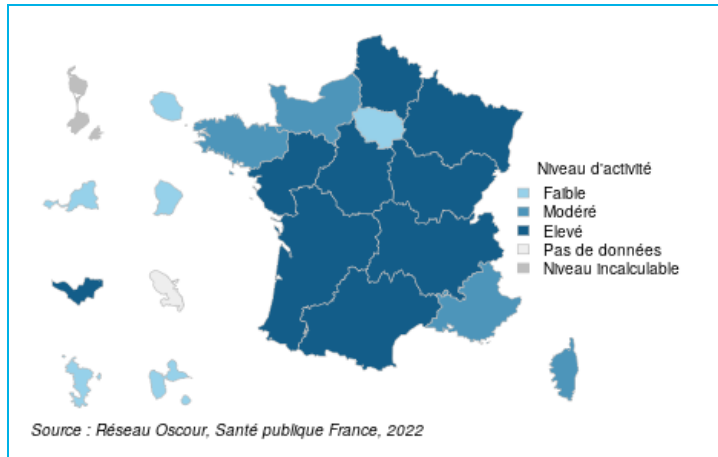 Niveau d'activité
Faible
Modéré
Elevé
Pas de données
Niveau incalculable
Source : Réseau Oscour, Santé publique France, 2022